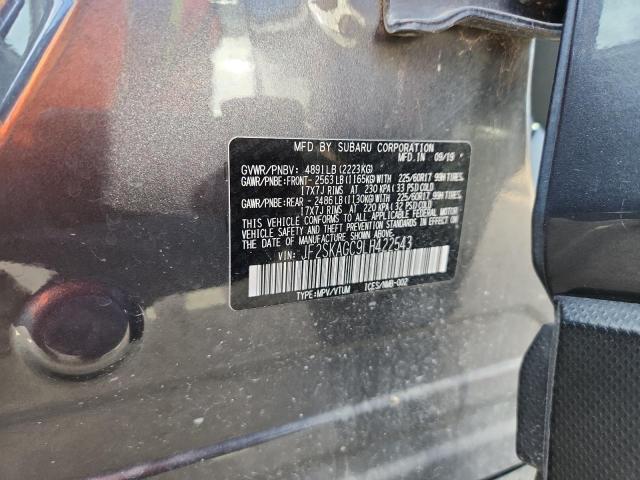 MFD BY SUBARU CORPORATION
MFD.IN 09/19
GVWR/PNBV: 4891LB(2223KG)
GAWR/PNBE:FRONT-2563LB(1165KG)WITH 225/60R17 99H TIRES
17X7J RIMS AT 230 KPA(33 PSI)COLD
GAWR/PNBE:REAR -2486LB(1130KG)WITH 225/60R17 99H TIRES
17X7J RIMS AT 220 KPA(32 PSI)COLD
THIS VEHICLE CONFORMS TO ALL APPLICABLE FEDERAL MOTOR
VEHICLE SAFETY AND BUMPER STANDARDS IN EFFECT ON
THE DATE OF MANUFACTURE SHOWN ABOVE.
VIN: JF2SKAGC9LH422543
TYPE:MPV/VTUM ICES/NMB-002